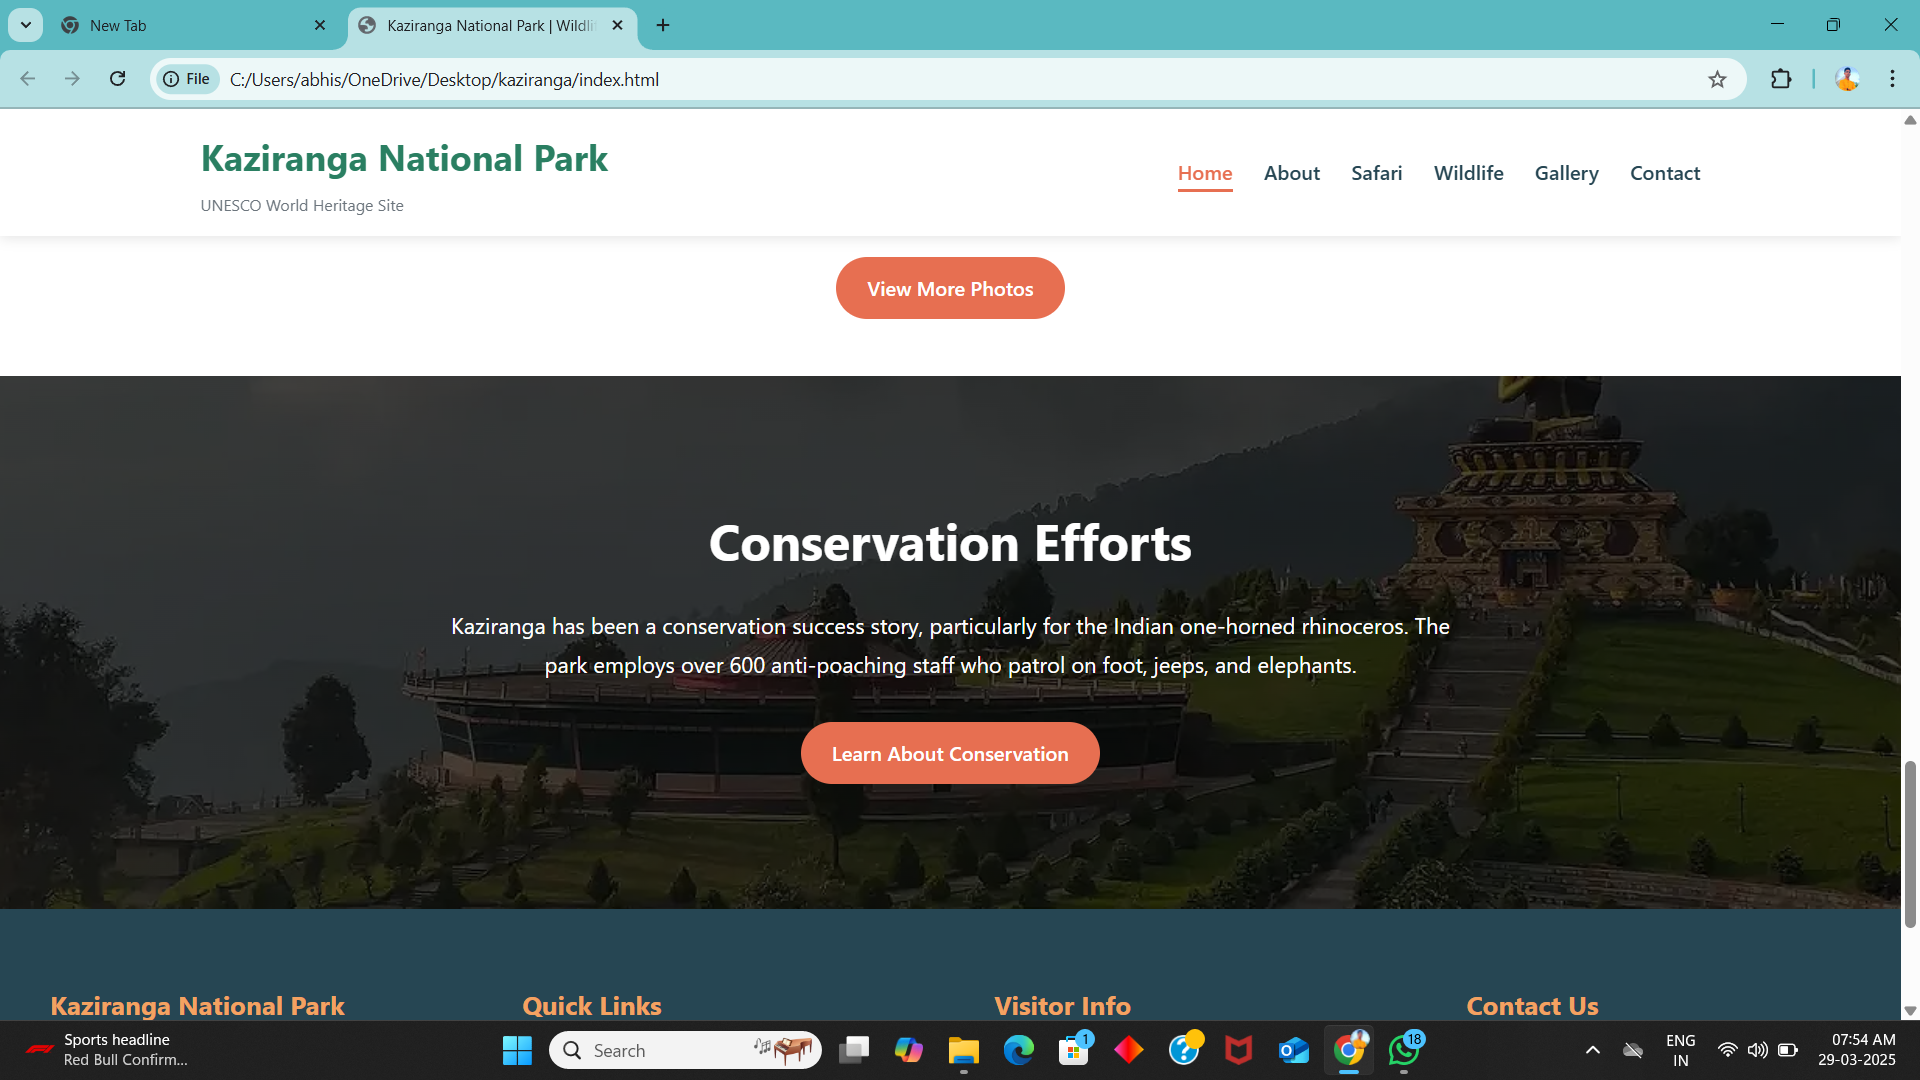 New Tab
Kaziranga National Park | Wildli
File
C:/Users/abhis/OneDrive/Desktop/kaziranga/index.html
Kaziranga National Park
UNESCO World Heritage Site
Home
About
Safari
Wildlife
Gallery
Contact
View More Photos
Conservation Efforts
Kaziranga has been a conservation success story, particularly for the Indian one-horned rhinoceros. The
park employs over 600 anti-poaching staff who patrol on foot, jeeps, and elephants.
Learn About Conservation
Kaziranga National Park
Quick Links
Visitor Info
Contact Us
Sports headline
Red Bull Confirm...
Search
1
18
ENG
IN
07:54 AM
29-03-2025